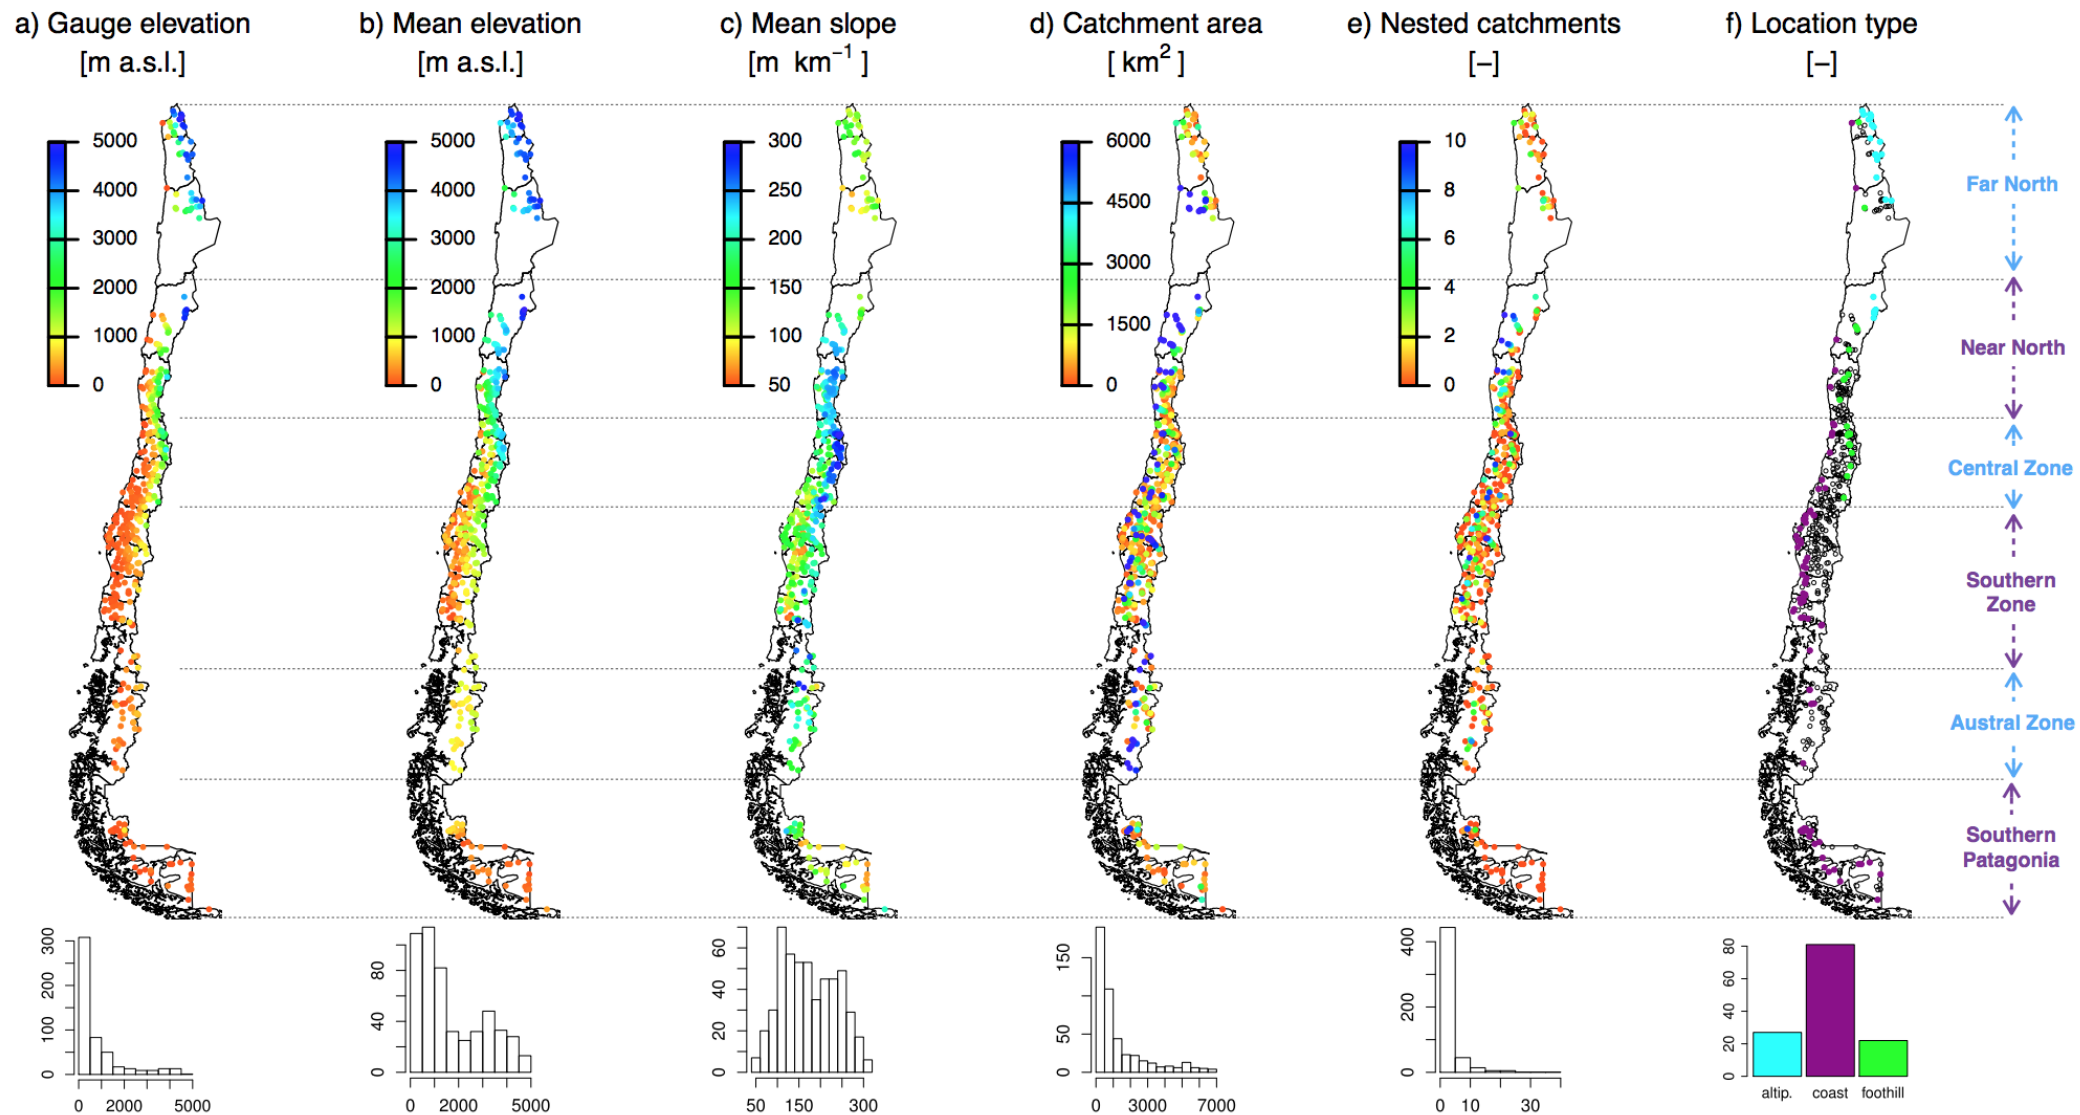 a) Gauge elevation
[m a.s.l.]
b) Mean elevation
[m a.s.l.]
c) Mean slope
[m km−1 ]
d) Catchment area
[ km2 ]
e) Nested catchments
[−]
f) Location type
[−]
5000
4000
3000
2000
1000
0
5000
4000
3000
2000
1000
0
300
250
200
150
100
50
6000
4500
3000
1500
0
10
8
6
4
2
0
Far North
Near North
Central Zone
Southern
Zone
Austral Zone
Southern
Patagonia
300
200
100
0
0 2000 5000
80
40
0
0 2000 5000
60
40
20
0
50 150 300
150
50
0
0 3000 7000
400
200
0
0 10 30
80
60
40
20
0
altip. coast foothill